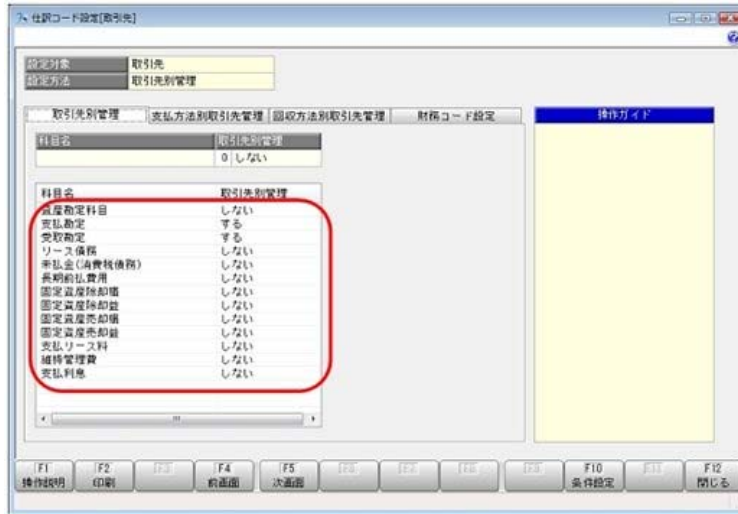 仕訳コード設定[取引先]
設定対象 取引先
設定方法 取引先別管理
取引先別管理 支払方法別取引先管理 回収方法別取引先管理 財務コード設定
操作ガイド
科目名 取引先別管理
0 しない
科目名 取引先別管理
資産勘定科目 しない
支払勘定 する
受取勘定 する
リース債務 しない
未払金(消費税債務) しない
長期前払費用 しない
固定資産除却損 しない
固定資産除却益 しない
固定資産売却損 しない
固定資産売却益 しない
支払リース料 しない
維持管理費 しない
支払利息 しない
F1 F2 F3 F4 F5 F6 F7 F8 F9 F10 F11 F12
操作説明 印刷 前画面 次画面 条件設定 閉じる